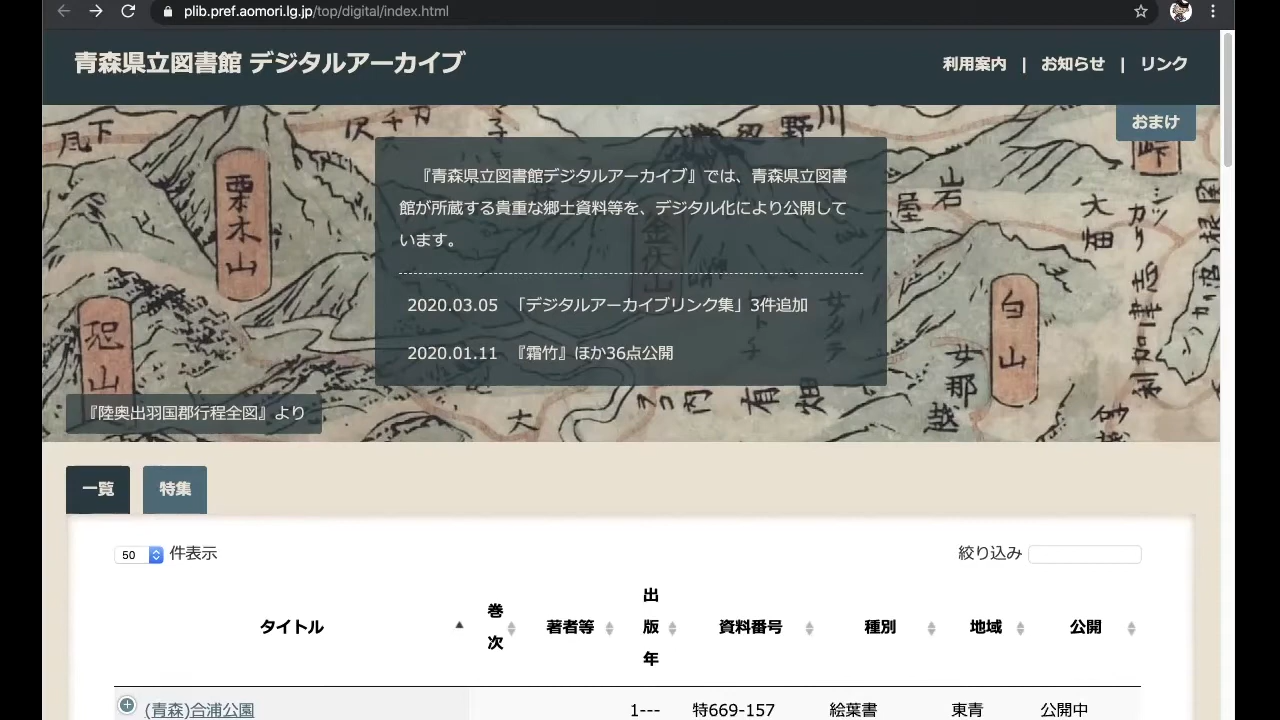 plib.pref.aomori.lg.jp/top/digital/index.html
青森県立図書館 デジタルアーカイブ
利用案内 | お知らせ | リンク
おまけ
『青森県立図書館デジタルアーカイブ』では、青森県立図書
館が所蔵する貴重な郷土資料等を、デジタル化により公開して
います。
2020.03.05 「デジタルアーカイブリンク集」3件追加
2020.01.11 『霜竹』ほか36点公開
栗木山
白山
女那越
有畑
『陸奥出羽国郡行程全図』より
一覧 特集
50 件表示
絞り込み
タイトル 巻次 著者等 出版年 資料番号 種別 地域 公開
(青森)合浦公園 1--- 特669-157 絵葉書 東青 公開中